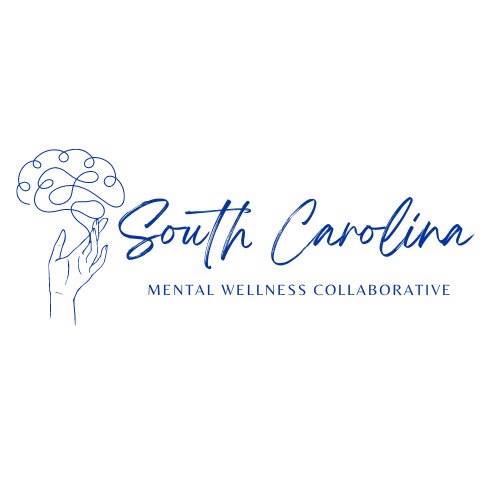 South Carolina
MENTAL WELLNESS COLLABORATIVE